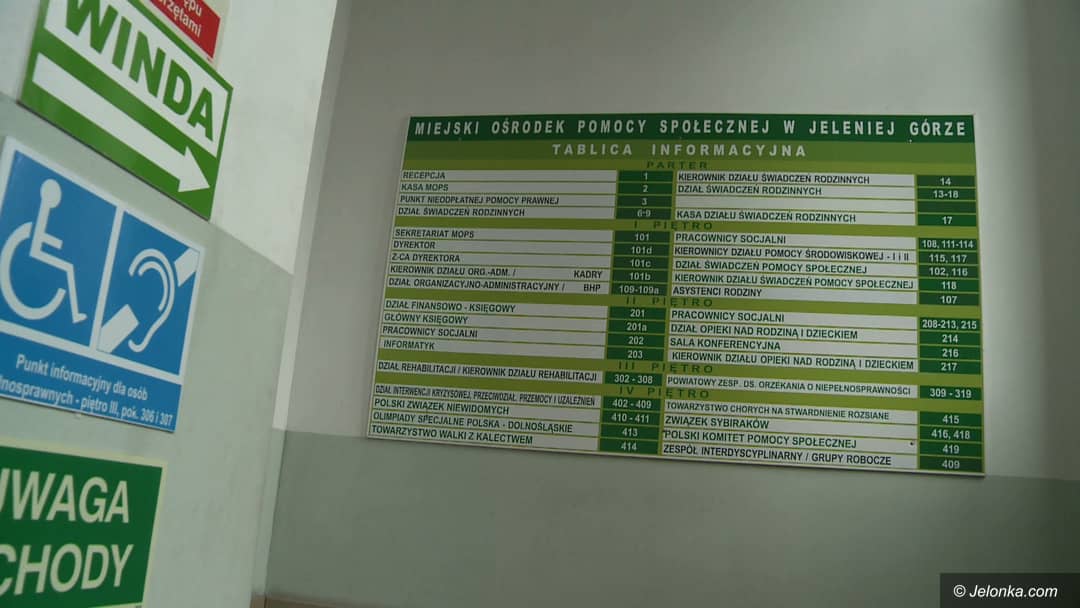 ępu
rzętami
WINDA
Punkt informacyjny dla osób
łnosprawnych - piętro III, pok. 306 i 307
UWAGA
CHODY
MIEJSKI OŚRODEK POMOCY SPOŁECZNEJ W JELENIEJ GÓRZE
TABLICA INFORMACYJNA
PARTER
RECEPCJA 1 KIEROWNIK DZIAŁU ŚWIADCZEŃ RODZINNYCH 14
KASA MOPS 2 DZIAŁ ŚWIADCZEŃ RODZINNYCH 13-18
PUNKT NIEODPŁATNEJ POMOCY PRAWNEJ 3
DZIAŁ ŚWIADCZEŃ RODZINNYCH 6-9 KASA DZIAŁU ŚWIADCZEŃ RODZINNYCH 17
I PIĘTRO
SEKRETARIAT MOPS 101 PRACOWNICY SOCJALNI 108, 111-114
DYREKTOR 101d KIEROWNICY DZIAŁU POMOCY ŚRODOWISKOWEJ - I i II 115, 117
Z-CA DYREKTORA 101c DZIAŁ ŚWIADCZEŃ POMOCY SPOŁECZNEJ 102, 116
KIEROWNIK DZIAŁU ORG.-ADM. / KADRY 101b KIEROWNIK DZIAŁU ŚWIADCZEŃ POMOCY SPOŁECZNEJ 118
DZIAŁ ORGANIZACYJNO-ADMINISTRACYJNY / BHP 109-109a ASYSTENCI RODZINY 107
II PIĘTRO
DZIAŁ FINANSOWO - KSIĘGOWY 201 PRACOWNICY SOCJALNI 208-213, 215
GŁÓWNY KSIĘGOWY 201a DZIAŁ OPIEKI NAD RODZINĄ I DZIECKIEM 214
PRACOWNICY SOCJALNI 202 SALA KONFERENCYJNA 216
INFORMATYK 203 KIEROWNIK DZIAŁU OPIEKI NAD RODZINĄ I DZIECKIEM 217
III PIĘTRO
DZIAŁ REHABILITACJI / KIEROWNIK DZIAŁU REHABILITACJI 302 - 308 POWIATOWY ZESP. DS. ORZEKANIA O NIEPEŁNOSPRAWNOŚCI 309 - 319
IV PIĘTRO
DZIAŁ INTERWENCJI KRYZYSOWEJ, PRZECIWDZIAŁ. PRZEMOCY I UZALEŻNIEŃ 402 - 409 TOWARZYSTWO CHORYCH NA STWARDNIENIE ROZSIANE 415
POLSKI ZWIĄZEK NIEWIDOMYCH 410 - 411 ZWIĄZEK SYBIRAKÓW 416, 418
OLIMPIADY SPECJALNE POLSKA - DOLNOŚLĄSKIE 413 POLSKI KOMITET POMOCY SPOŁECZNEJ 419
TOWARZYSTWO WALKI Z KALECTWEM 414 ZESPÓŁ INTERDYSCYPLINARNY / GRUPY ROBOCZE 409
© Jelonka.com